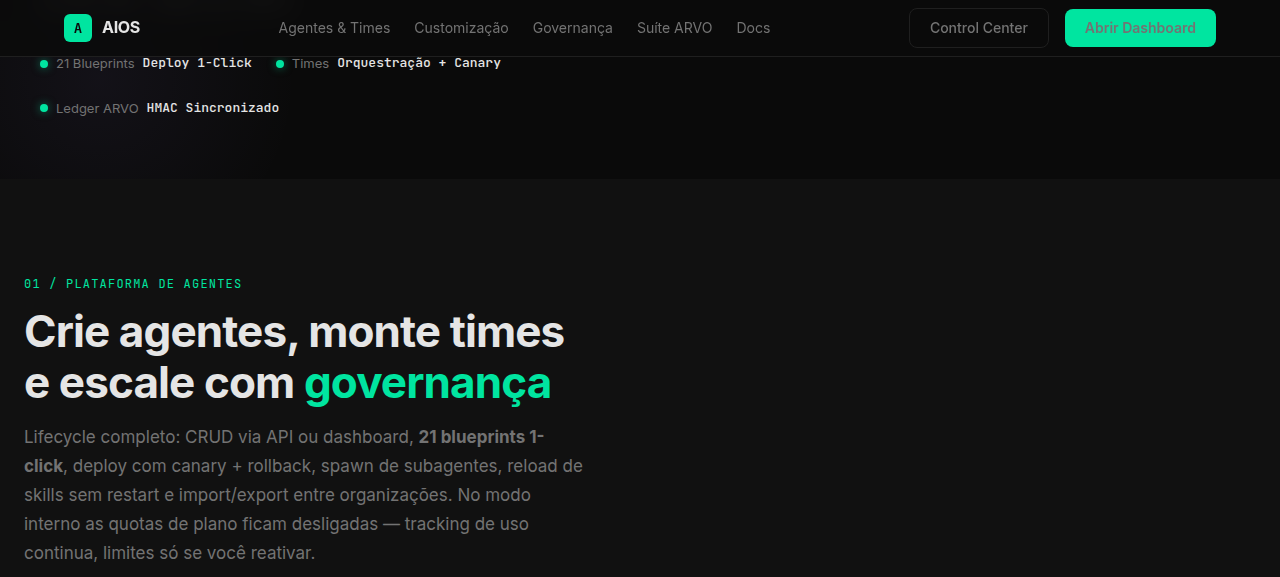 A AIOS Agentes & Times Customização Governança Suíte ARVO Docs Control Center Abrir Dashboard
21 Blueprints Deploy 1-Click Times Orquestração + Canary
Ledger ARVO HMAC Sincronizado
01 / PLATAFORMA DE AGENTES
Crie agentes, monte times
e escale com governança
Lifecycle completo: CRUD via API ou dashboard, 21 blueprints 1-
click, deploy com canary + rollback, spawn de subagentes, reload de
skills sem restart e import/export entre organizações. No modo
interno as quotas de plano ficam desligadas — tracking de uso
continua, limites só se você reativar.